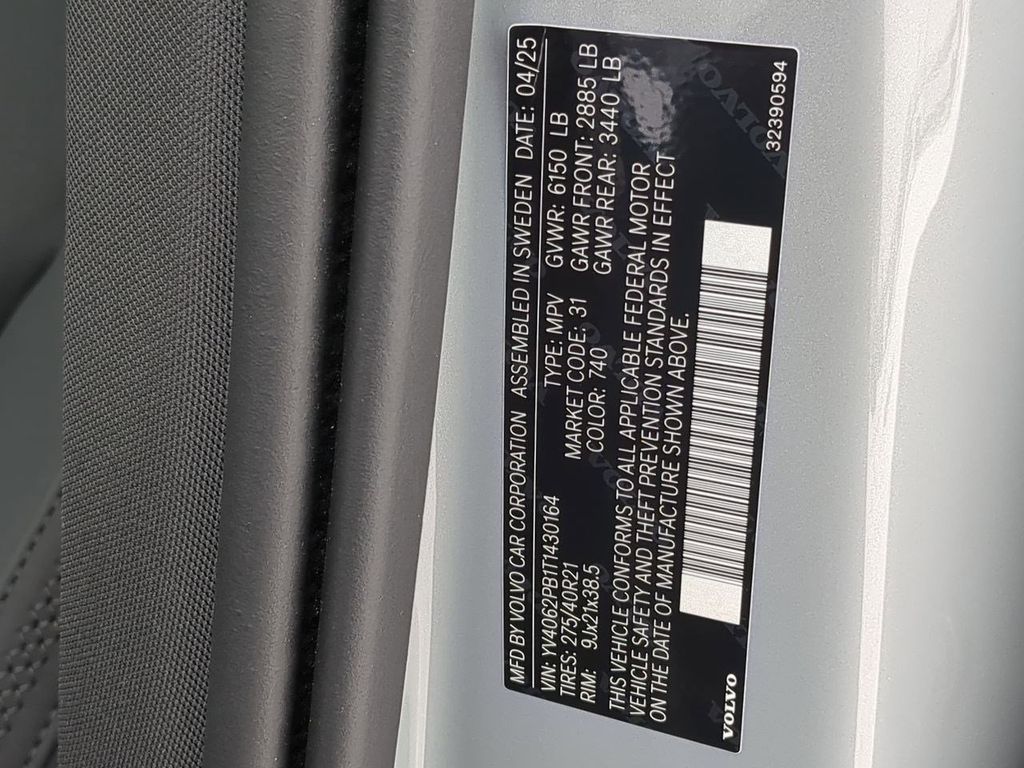 MFD BY VOLVO CAR CORPORATION ASSEMBLED IN SWEDEN DATE: 04/25
VIN: YV4062PB1T1430164 TYPE: MPV GVWR: 6150 LB
TIRES: 275/40R21 MARKET CODE: 31 GAWR FRONT: 2885 LB
RIM: 9Jx21x38.5 COLOR: 740 GAWR REAR: 3440 LB
THIS VEHICLE CONFORMS TO ALL APPLICABLE FEDERAL MOTOR
VEHICLE SAFETY AND THEFT PREVENTION STANDARDS IN EFFECT
ON THE DATE OF MANUFACTURE SHOWN ABOVE.
VOLVO 32390594